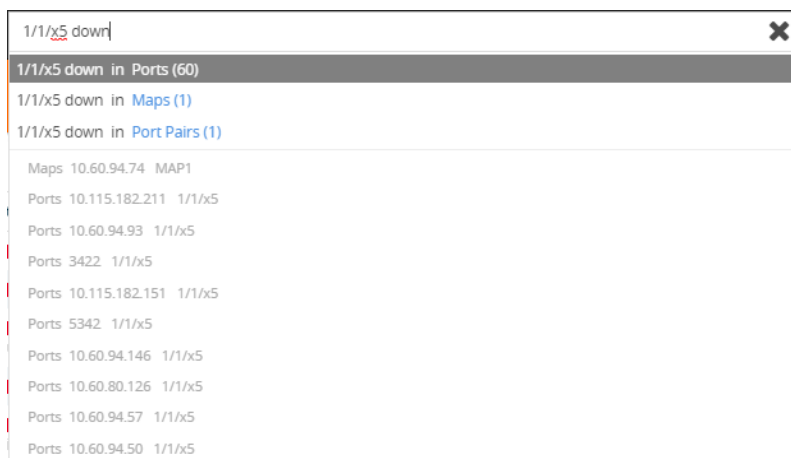 1/1/x5 down
1/1/x5 down in Ports (60)
1/1/x5 down in Maps (1)
1/1/x5 down in Port Pairs (1)
Maps 10.60.94.74 MAP1
Ports 10.115.182.211 1/1/x5
Ports 10.60.94.93 1/1/x5
Ports 3422 1/1/x5
Ports 10.115.182.151 1/1/x5
Ports 5342 1/1/x5
Ports 10.60.94.146 1/1/x5
Ports 10.60.80.126 1/1/x5
Ports 10.60.94.57 1/1/x5
Ports 10.60.94.50 1/1/x5